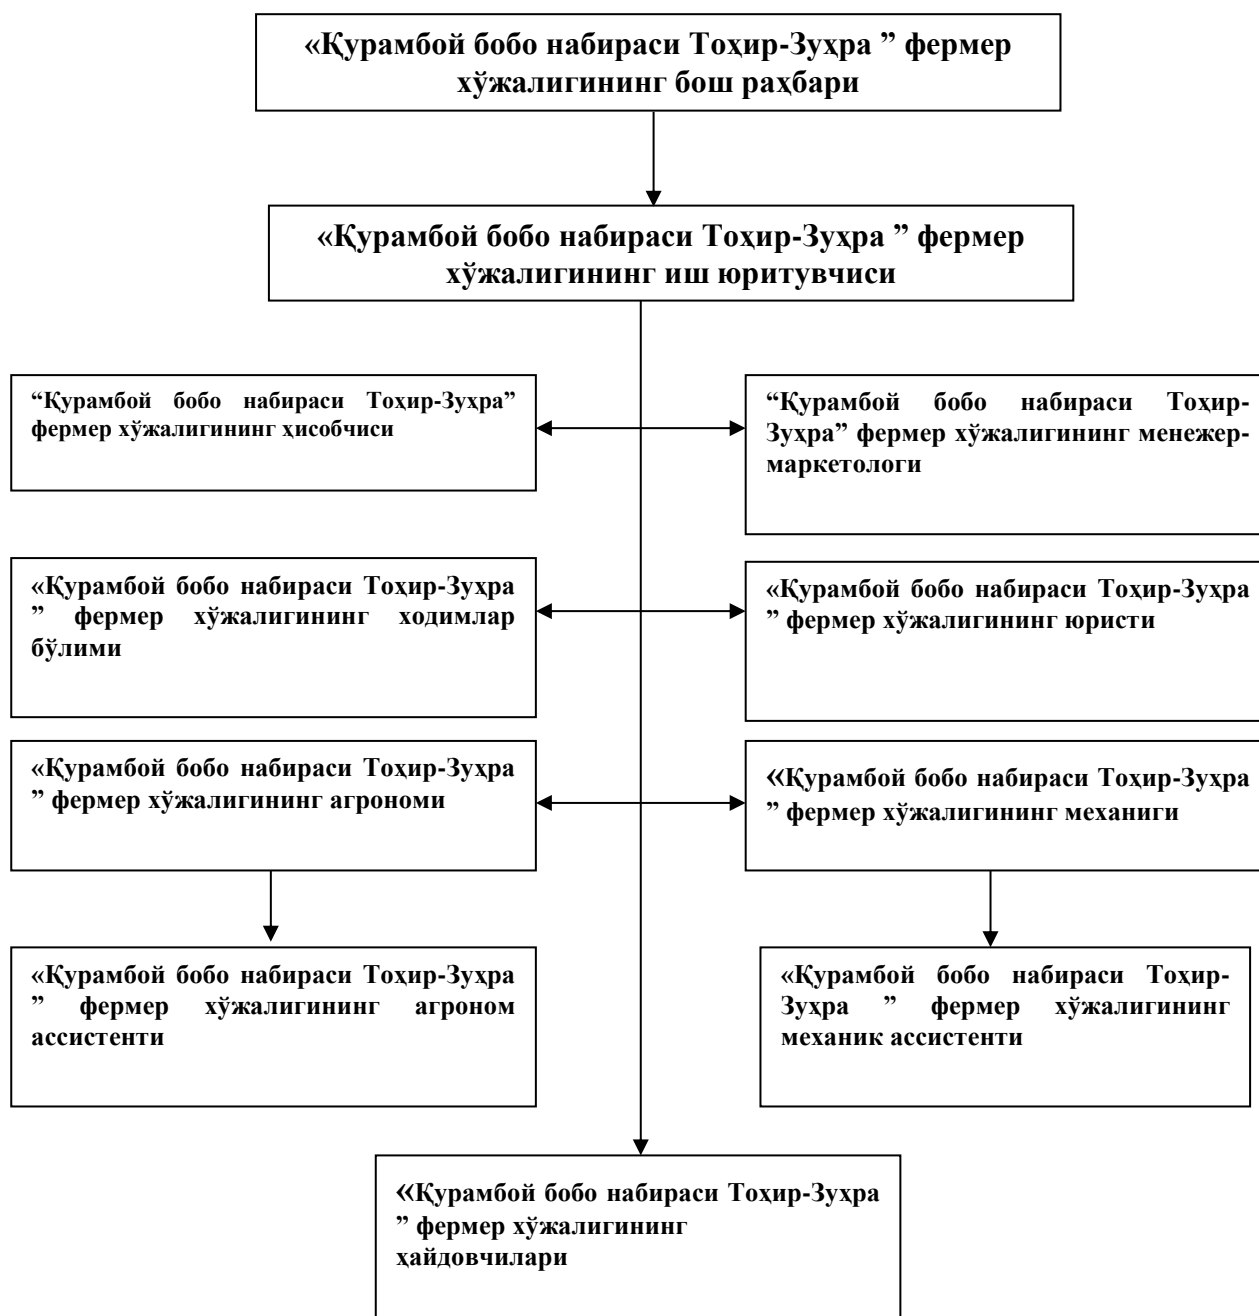 «Қурамбой бобо набираси Тоҳир-Зуҳра ” фермер
хўжалигининг бош раҳбари
«Қурамбой бобо набираси Тоҳир-Зуҳра ” фермер
хўжалигининг иш юритувчиси
“Қурамбой бобо набираси Тоҳир-Зуҳра”
фермер хўжалигининг ҳисобчиси
“Қурамбой бобо набираси Тоҳир-
Зуҳра” фермер хўжалигининг менежер-
маркетологи
«Қурамбой бобо набираси Тоҳир-Зуҳра
” фермер хўжалигининг ходимлар
бўлими
«Қурамбой бобо набираси Тоҳир-Зуҳра
” фермер хўжалигининг юристи
«Қурамбой бобо набираси Тоҳир-Зуҳра
” фермер хўжалигининг агрономи
«Қурамбой бобо набираси Тоҳир-Зуҳра
” фермер хўжалигининг механиги
«Қурамбой бобо набираси Тоҳир-Зуҳра
” фермер хўжалигининг агроном
ассистенти
«Қурамбой бобо набираси Тоҳир-
Зуҳра ” фермер хўжалигининг
механик ассистенти
«Қурамбой бобо набираси Тоҳир-Зуҳра
” фермер хўжалигининг
ҳайдовчилари